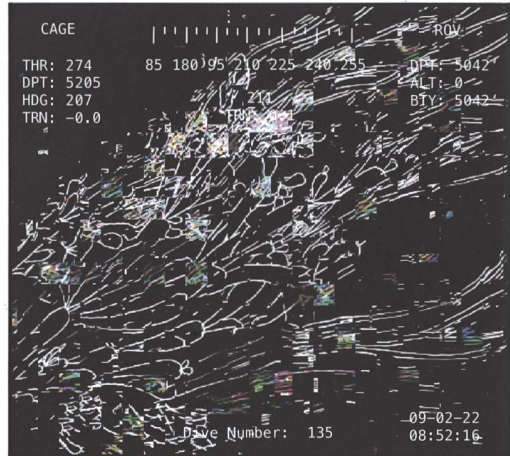 CAGE
ROV
THR: 274
DPT: 5205
HDG: 207
TRN: -0.0
85 180 195 210 225 240 255
DPT: 5042'
ALT: 0
BTY: 5042'
211
Dive Number: 135
09-02-22
08:52:16